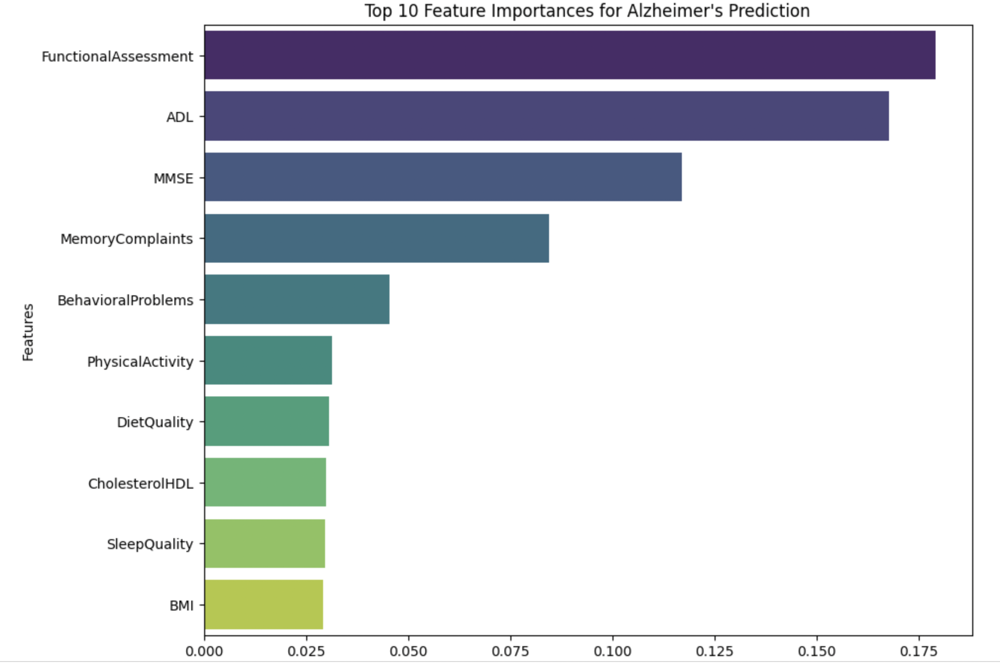 Top 10 Feature Importances for Alzheimer's Prediction
FunctionalAssessment
ADL
MMSE
MemoryComplaints
BehavioralProblems
PhysicalActivity
DietQuality
CholesterolHDL
SleepQuality
BMI
Features
0.000 0.025 0.050 0.075 0.100 0.125 0.150 0.175